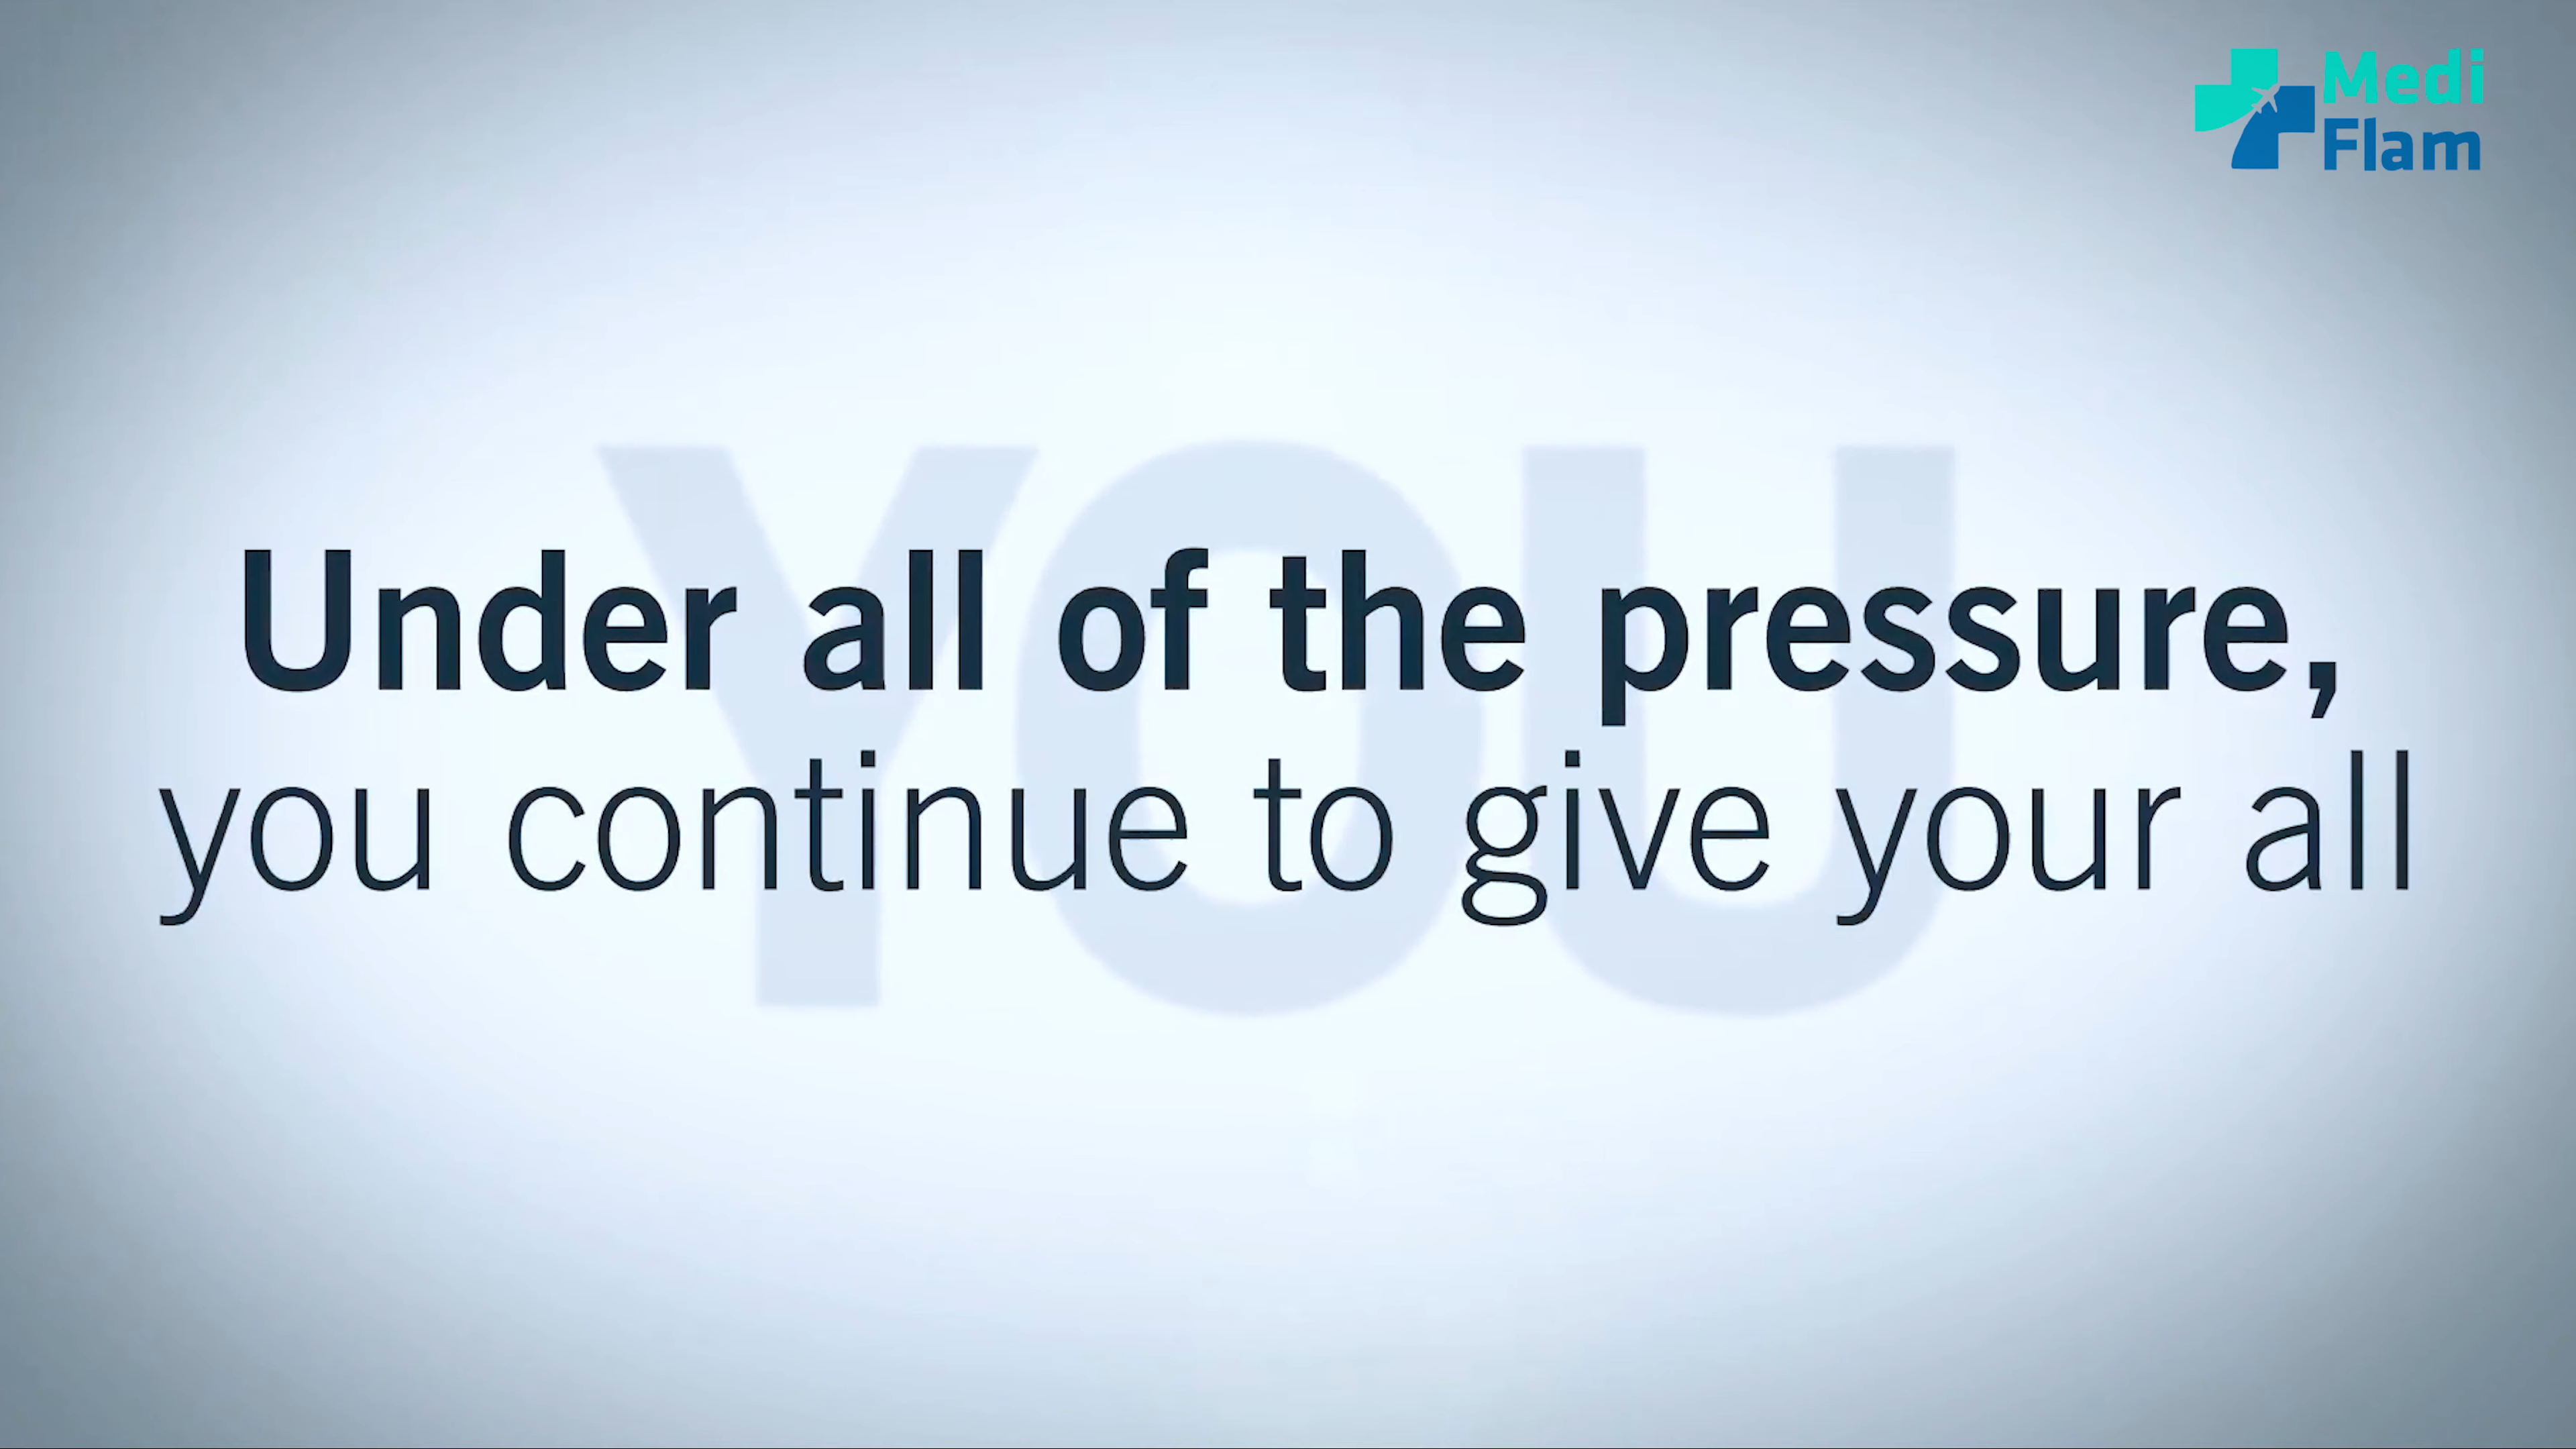 Medi
Flam
YOU
Under all of the pressure,
you continue to give your all